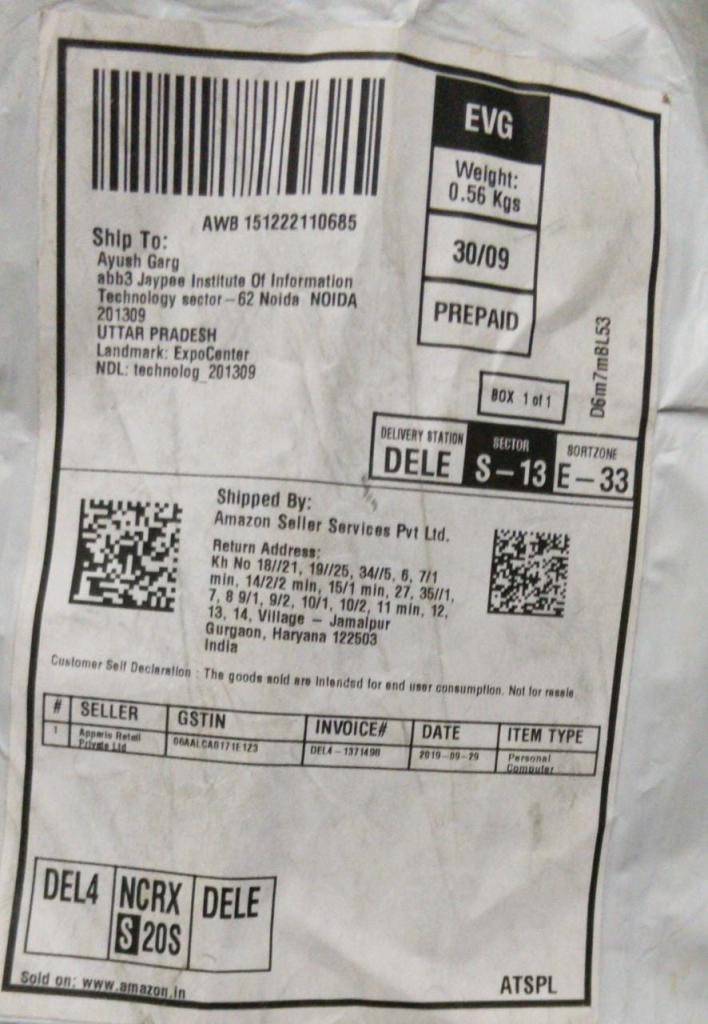 EVG
Weight:
0.56 Kgs
30/09
PREPAID
AWB 151222110685
Ship To:
Ayush Garg
abb3 Jaypee Institute Of Information
Technology sector-62 Noida NOIDA
201309
UTTAR PRADESH
Landmark: ExpoCenter
NDL: technolog_201309
D6m7mBL53
BOX 1 of 1
DELIVERY STATION
DELE
SECTOR
S-13
SORTZONE
E-33
Shipped By:
Amazon Seller Services Pvt Ltd.
Return Address:
Kh No 18//21, 19//25, 34//5, 6, 7/1
min, 14/2/2 min, 15/1 min, 27, 35//1,
7, 8 9/1, 9/2, 10/1, 10/2, 11 min, 12,
13, 14, Village - Jamalpur
Gurgaon, Haryana 122503
India
Customer Self Declaration : The goods sold are intended for end user consumption. Not for resale
# SELLER GSTIN INVOICE# DATE ITEM TYPE
1 Appario Retail DEL4-1371498 2019-09-29 Personal
Private Ltd Computer
DEL4 NCRX DELE
S 20S
Sold on: www.amazon.in
ATSPL